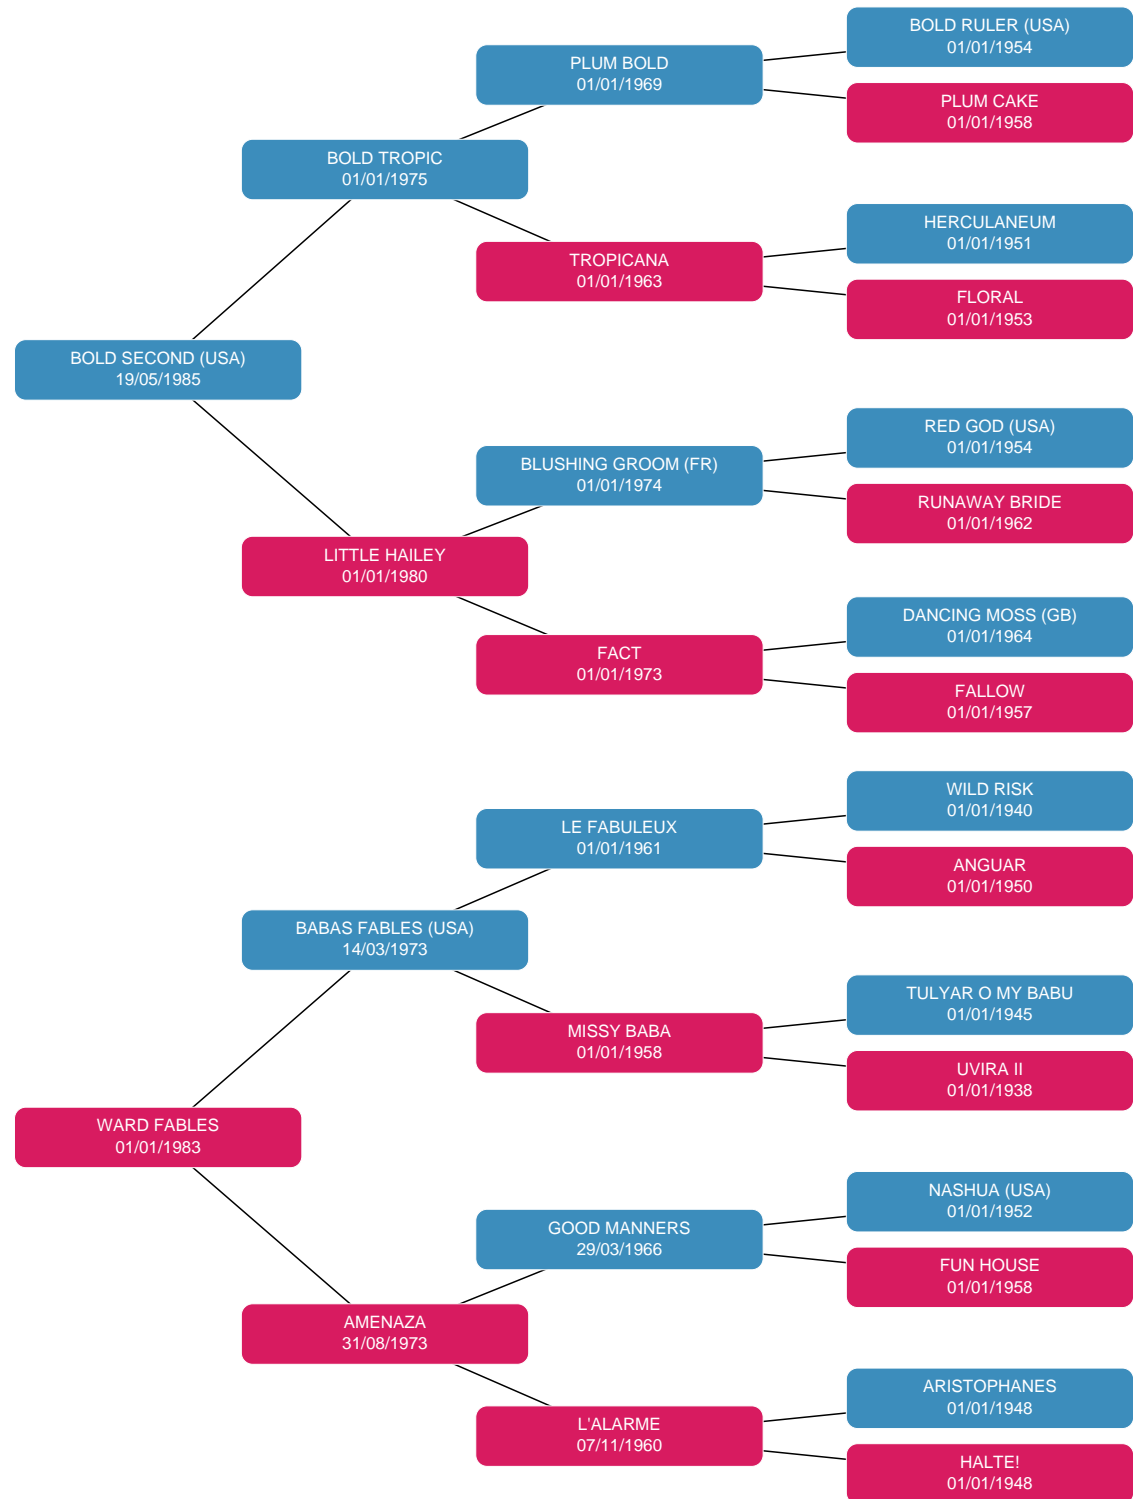 BOLD RULER (USA)
01/01/1954
PLUM BOLD
01/01/1969
PLUM CAKE
01/01/1958
BOLD TROPIC
01/01/1975
HERCULANEUM
01/01/1951
TROPICANA
01/01/1963
FLORAL
01/01/1953
BOLD SECOND (USA)
19/05/1985
RED GOD (USA)
01/01/1954
BLUSHING GROOM (FR)
01/01/1974
RUNAWAY BRIDE
01/01/1962
LITTLE HAILEY
01/01/1980
DANCING MOSS (GB)
01/01/1964
FACT
01/01/1973
FALLOW
01/01/1957
WILD RISK
01/01/1940
LE FABULEUX
01/01/1961
ANGUAR
01/01/1950
BABAS FABLES (USA)
14/03/1973
TULYAR O MY BABU
01/01/1945
MISSY BABA
01/01/1958
UVIRA II
01/01/1938
WARD FABLES
01/01/1983
NASHUA (USA)
01/01/1952
GOOD MANNERS
29/03/1966
FUN HOUSE
01/01/1958
AMENAZA
31/08/1973
ARISTOPHANES
01/01/1948
L'ALARME
07/11/1960
HALTE!
01/01/1948